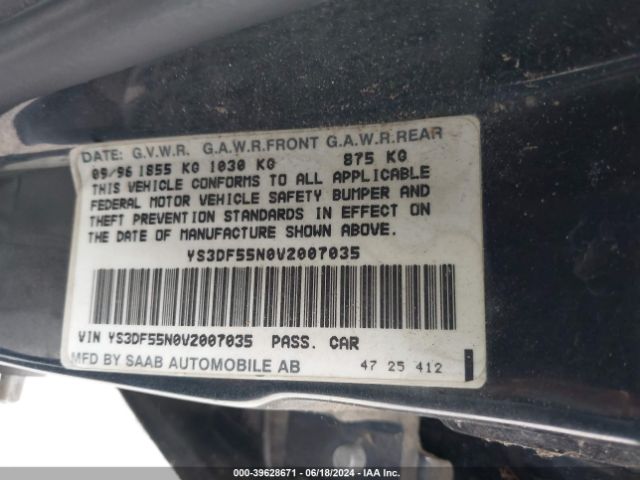 DATE: G.V.W.R. G.A.W.R.FRONT G.A.W.R.REAR
09/96 1855 KG 1030 KG 875 KG
THIS VEHICLE CONFORMS TO ALL APPLICABLE
FEDERAL MOTOR VEHICLE SAFETY BUMPER AND
THEFT PREVENTION STANDARDS IN EFFECT ON
THE DATE OF MANUFACTURE SHOWN ABOVE.
YS3DF55N0V2007035
VIN YS3DF55N0V2007035 PASS. CAR
MFD BY SAAB AUTOMOBILE AB 47 25 412
000-39628671 - 06/18/2024 - IAA Inc.